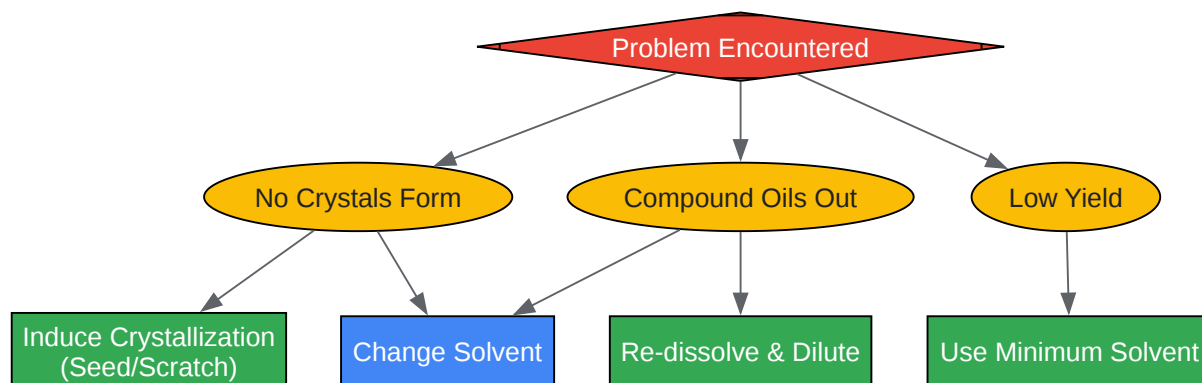 Problem Encountered
No Crystals Form
Compound Oils Out
Low Yield
Induce Crystallization
(Seed/Scratch)
Change Solvent
Re-dissolve & Dilute
Use Minimum Solvent